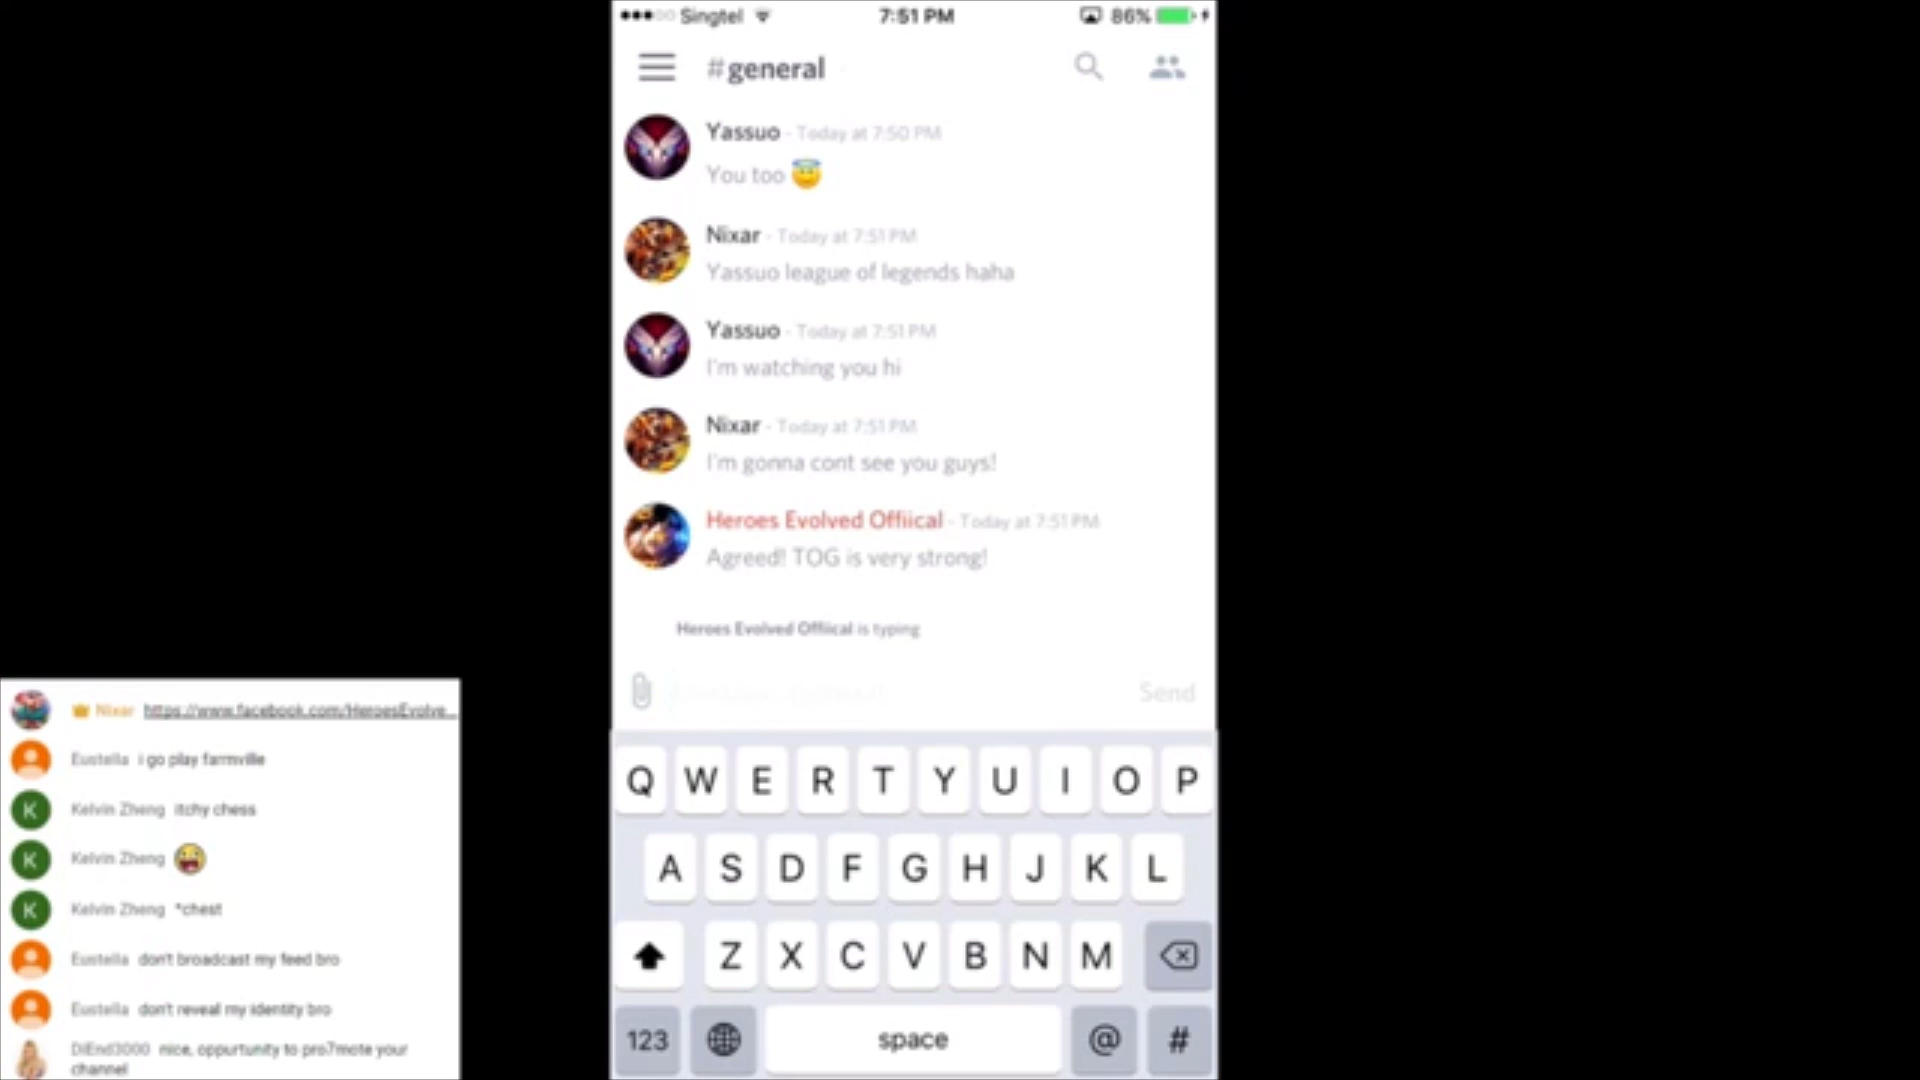 Singtel 7:51 PM 86%
#general
Yassuo - Today at 7:50 PM
You too 😇
Nixar - Today at 7:51 PM
Yassuo league of legends haha
Yassuo - Today at 7:51 PM
I'm watching you hi
Nixar - Today at 7:51 PM
I'm gonna cont see you guys!
Heroes Evolved Offiical - Today at 7:51 PM
Agreed! TOG is very strong!
Heroes Evolved Offiical is typing
Send
Q W E R T Y U I O P
A S D F G H J K L
Z X C V B N M
123 space @ #
Nixar https://www.facebook.com/HeroesEvolve...
Eustella i go play farmville
K Kelvin Zheng itchy chess
K Kelvin Zheng
K Kelvin Zheng *chest
Eustella don't broadcast my feed bro
Eustella don't reveal my identity bro
DiEnd3000 nice, oppurtunity to pro7mote your
channel